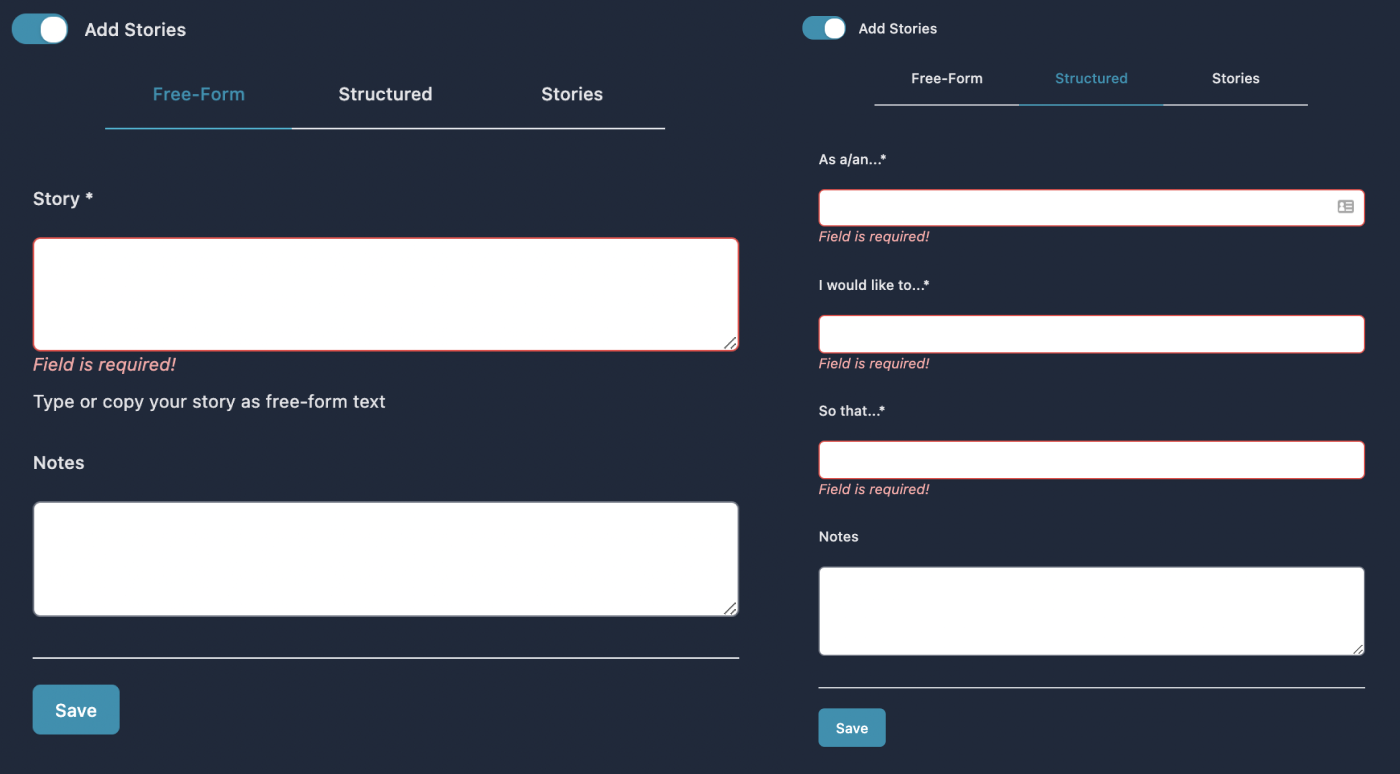 Add Stories
Free-Form Structured Stories
Story *
Field is required!
Type or copy your story as free-form text
Notes
Save
Add Stories
Free-Form Structured Stories
As a/an...*
Field is required!
I would like to...*
Field is required!
So that...*
Field is required!
Notes
Save